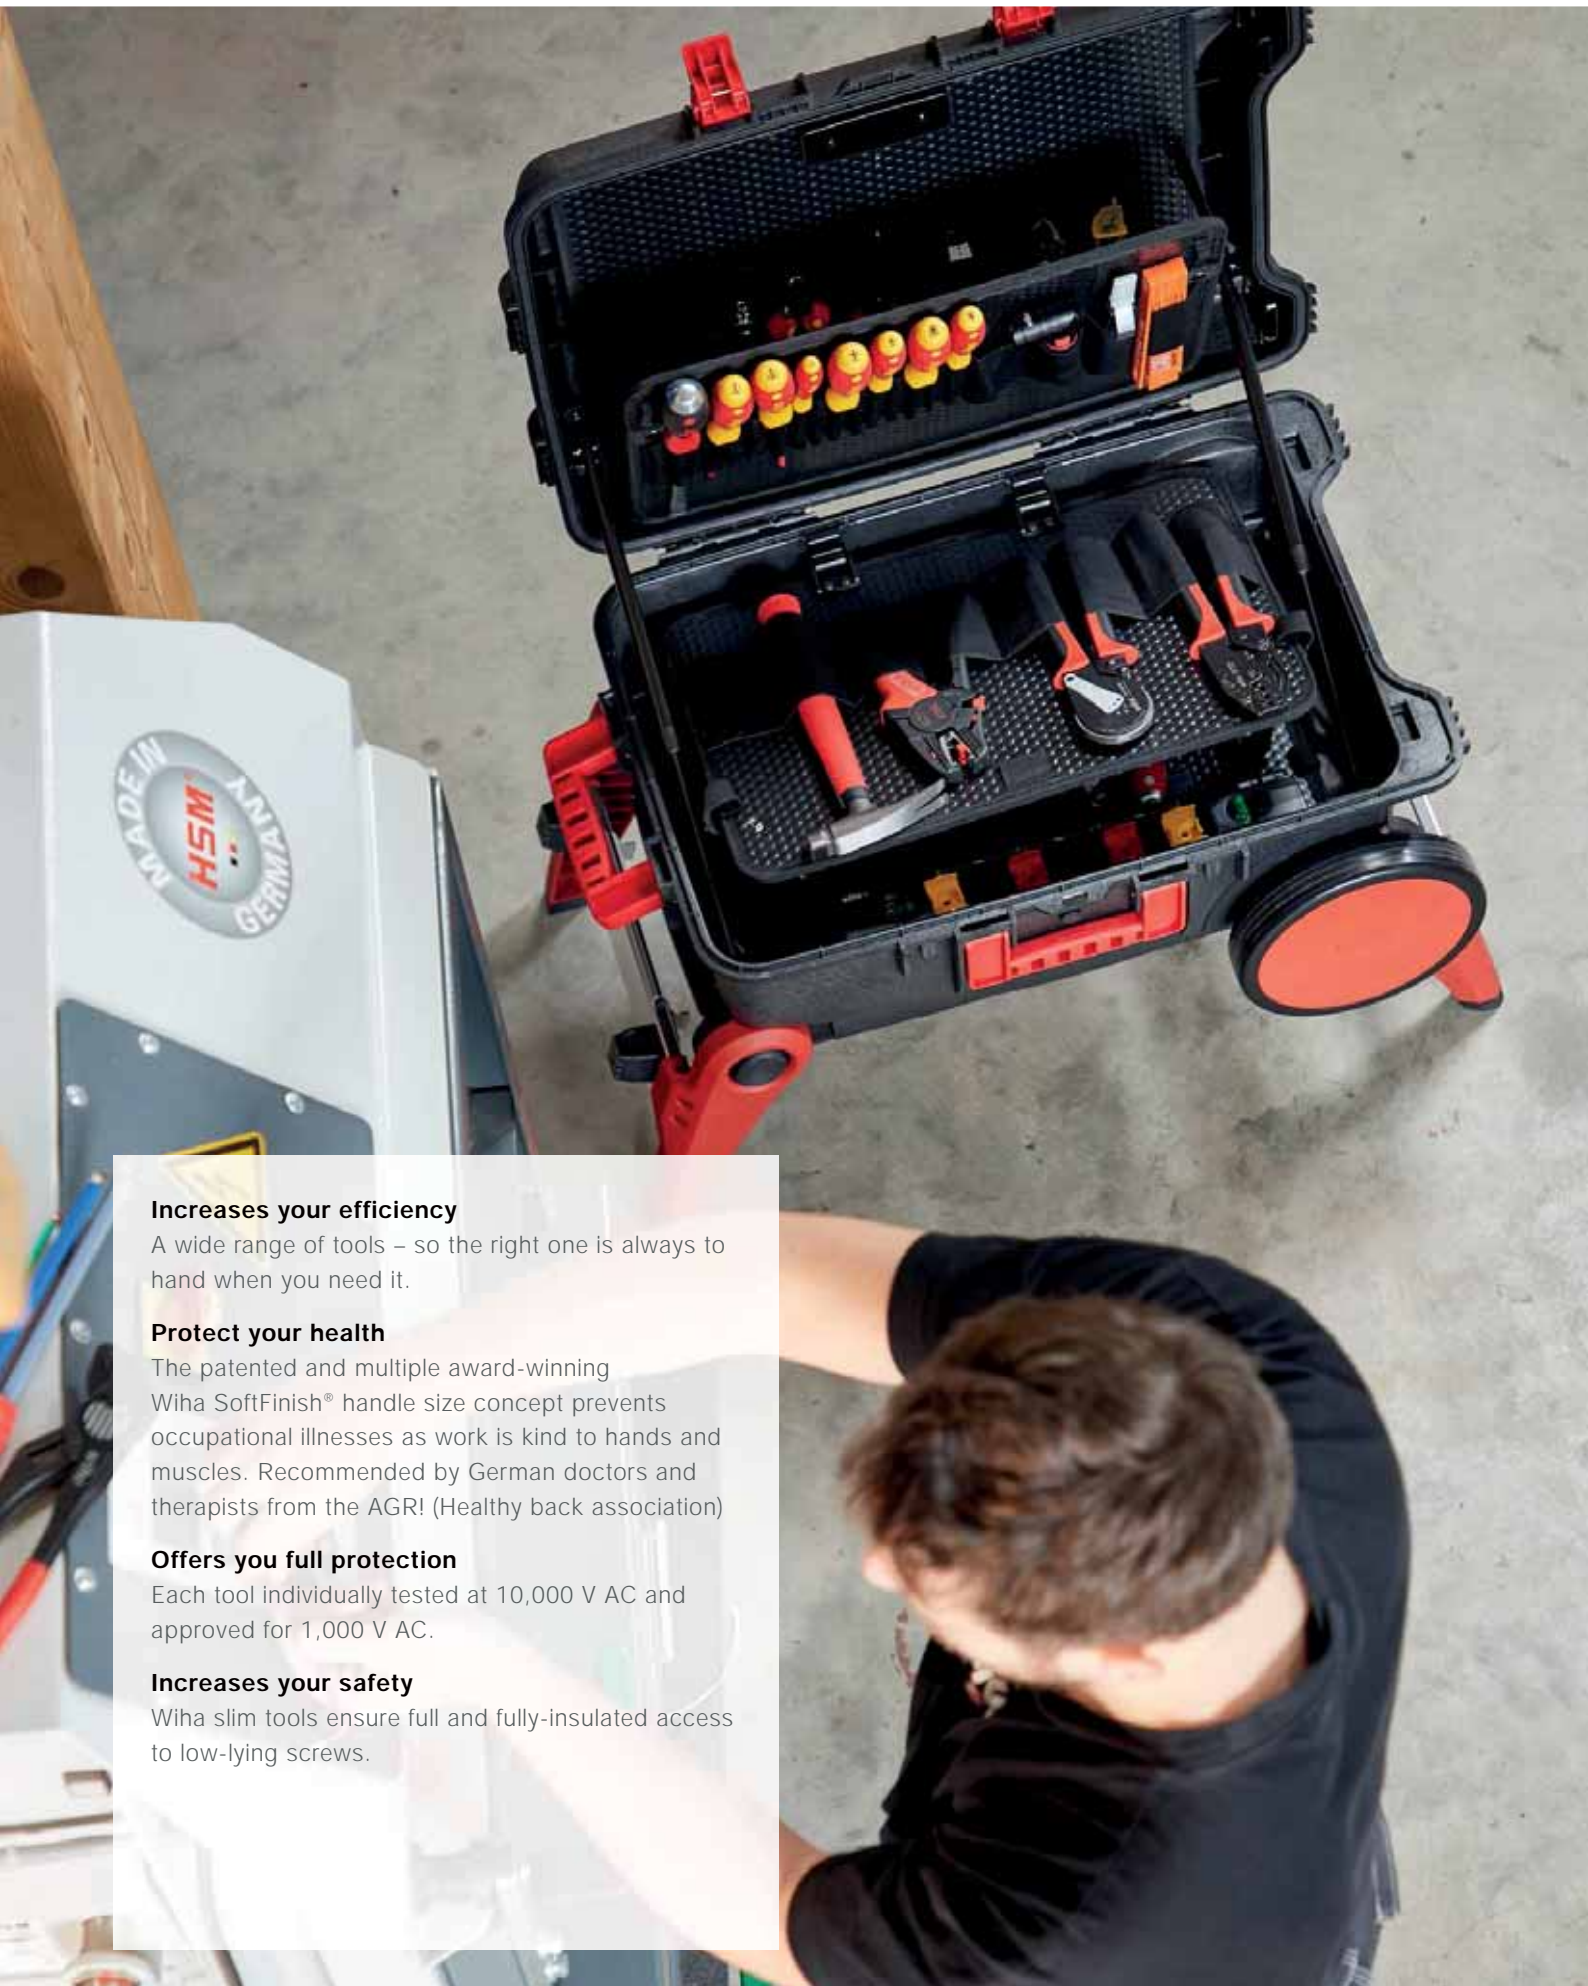 MADE IN
HSM
GERMANY
Increases your efficiency
A wide range of tools – so the right one is always to
hand when you need it.
Protect your health
The patented and multiple award-winning
Wiha SoftFinish® handle size concept prevents
occupational illnesses as work is kind to hands and
muscles. Recommended by German doctors and
therapists from the AGR! (Healthy back association)
Offers you full protection
Each tool individually tested at 10,000 V AC and
approved for 1,000 V AC.
Increases your safety
Wiha slim tools ensure full and fully-insulated access
to low-lying screws.